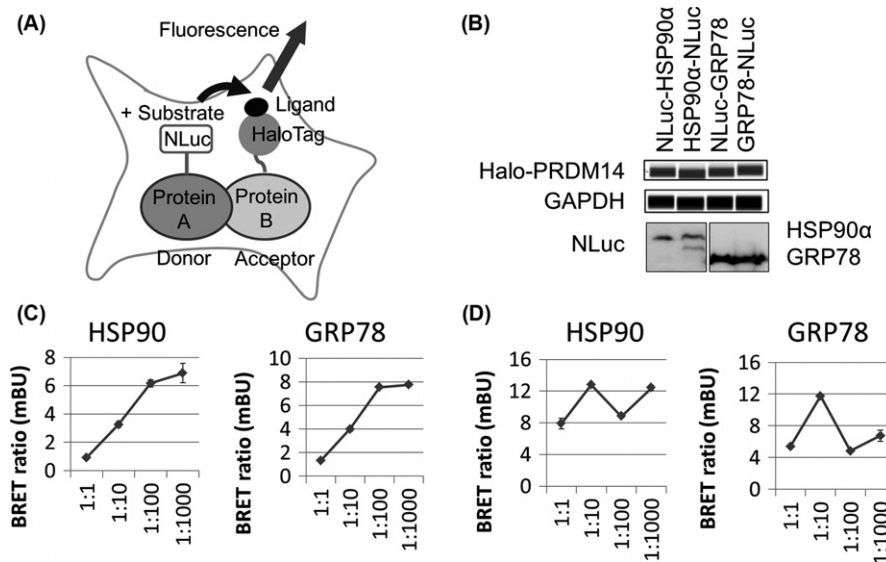 (A)
Fluorescence
+ Substrate
Ligand
NLuc
HaloTag
Protein A
Protein B
Donor
Acceptor
(B)
NLuc-HSP90α
HSP90α-NLuc
NLuc-GRP78
GRP78-NLuc
Halo-PRDM14
GAPDH
NLuc
HSP90α
GRP78
(C)
HSP90
BRET ratio (mBU)
8
6
4
2
0
1:1
1:10
1:100
1:1000
GRP78
BRET ratio (mBU)
10
8
6
4
2
0
1:1
1:10
1:100
1:1000
(D)
HSP90
BRET ratio (mBU)
16
12
8
4
0
1:1
1:10
1:100
1:1000
GRP78
BRET ratio (mBU)
16
12
8
4
0
1:1
1:10
1:100
1:1000